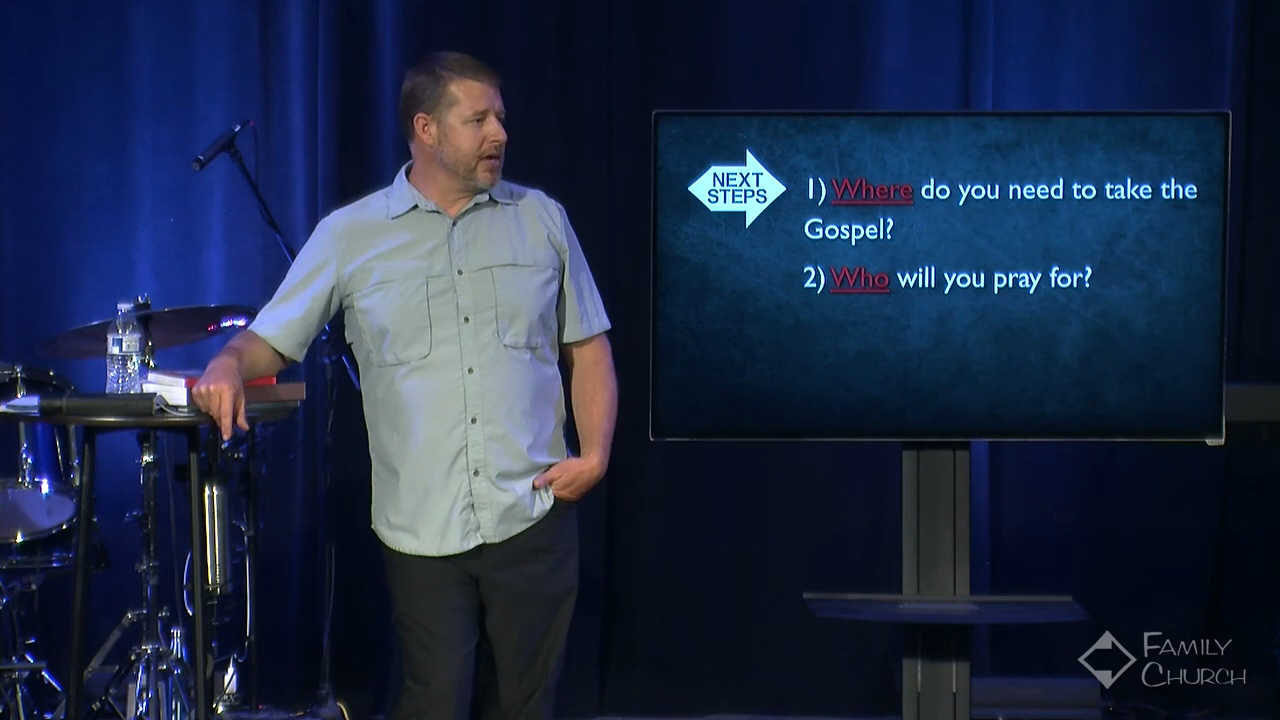 NEXT
STEPS
1) Where do you need to take the
Gospel?
2) Who will you pray for?
FAMILY
CHURCH